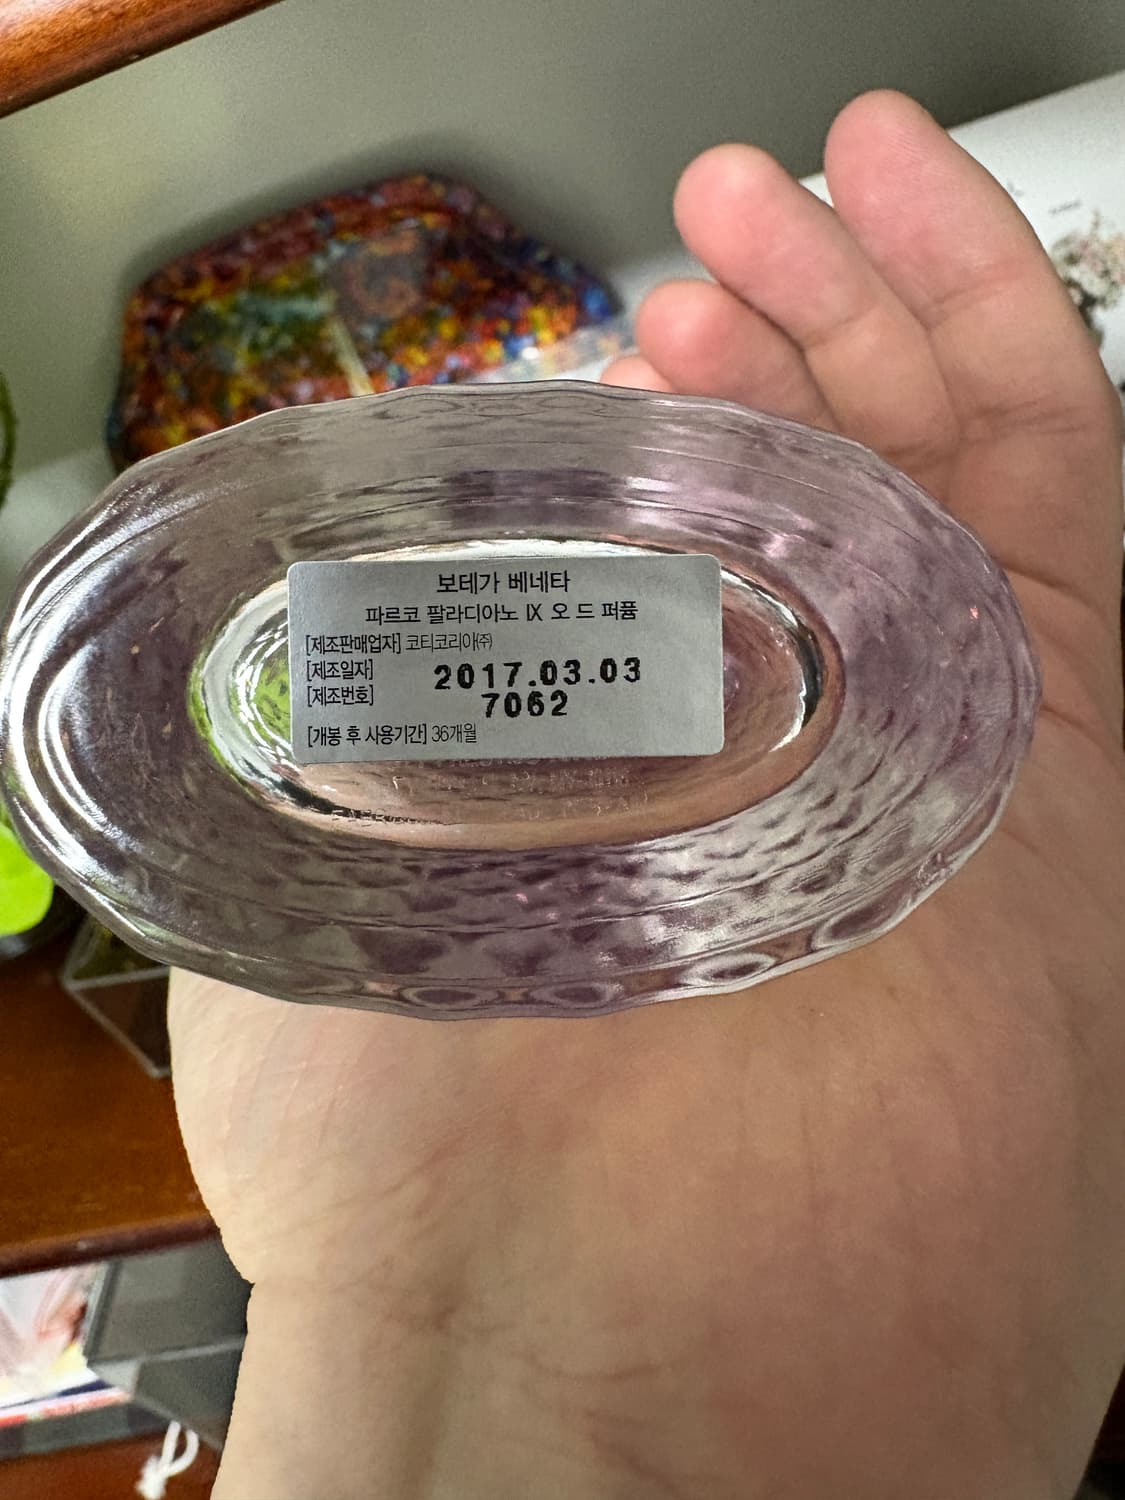 보테가 베네타
파르코 팔라디아노 IX 오 드 퍼퓸
[제조판매업자] 코티코리아㈜
[제조일자] 2017.03.03
[제조번호] 7062
[개봉 후 사용기간] 36개월